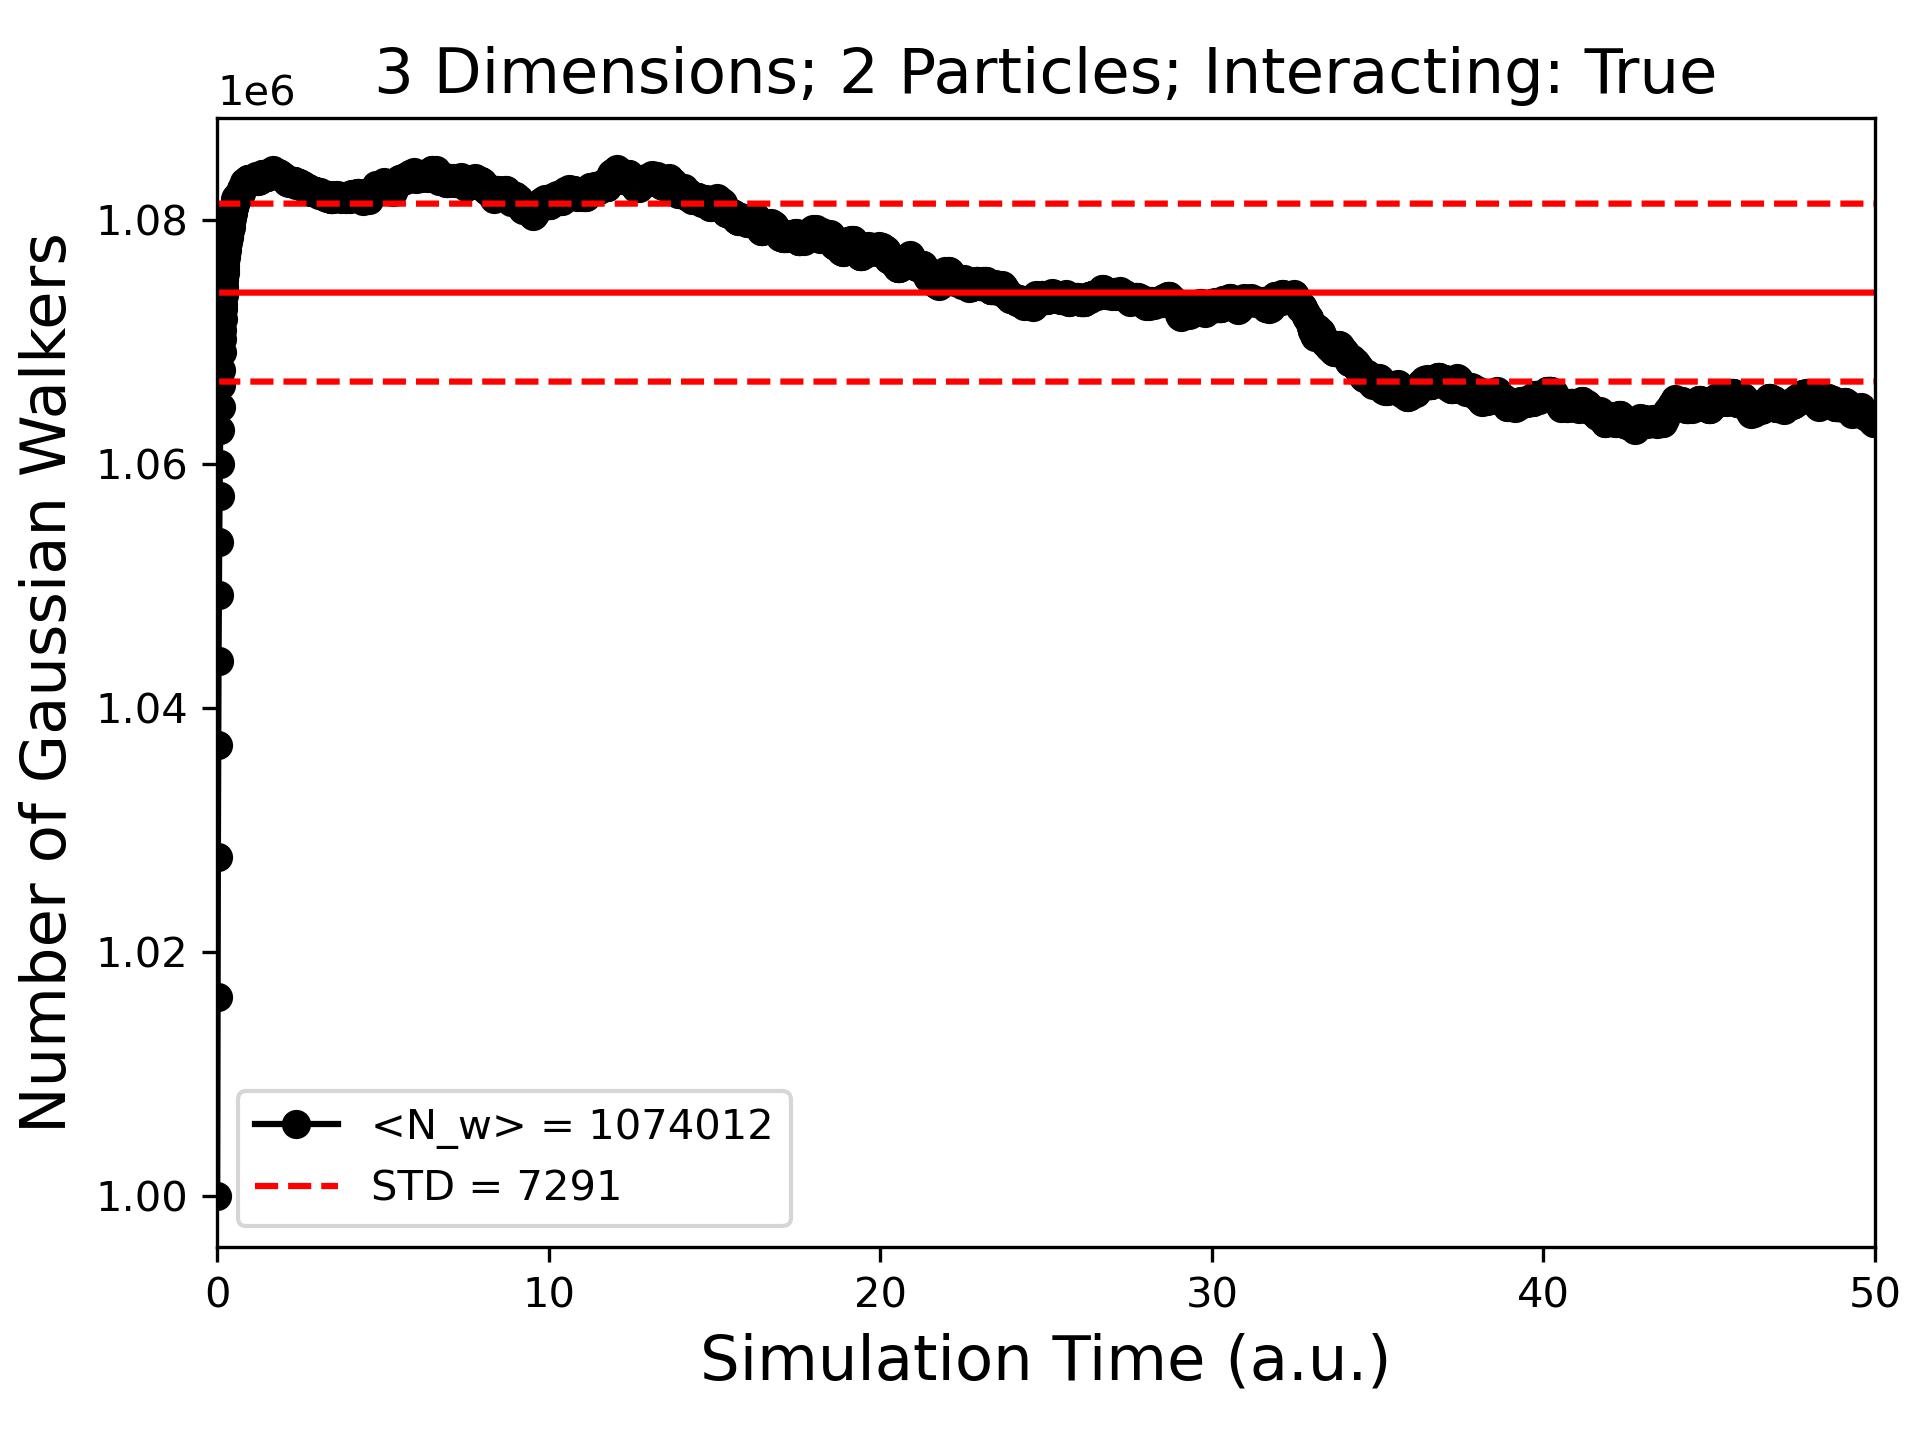 3 Dimensions; 2 Particles; Interacting: True
1e6
1.08
1.06
1.04
1.02
1.00
Number of Gaussian Walkers
<N_w> = 1074012
STD = 7291
0 10 20 30 40 50
Simulation Time (a.u.)